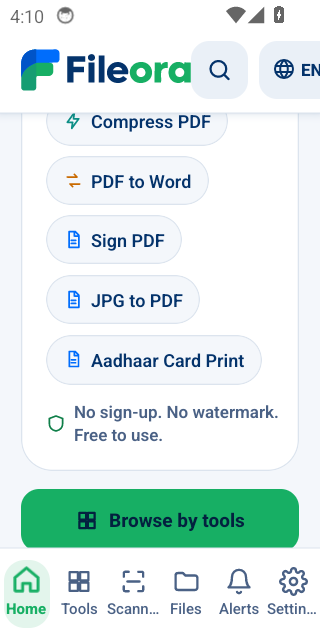 4:10
Fileora
EN
Compress PDF
PDF to Word
Sign PDF
JPG to PDF
Aadhaar Card Print
No sign-up. No watermark.
Free to use.
Browse by tools
Home Tools Scann... Files Alerts Settin...